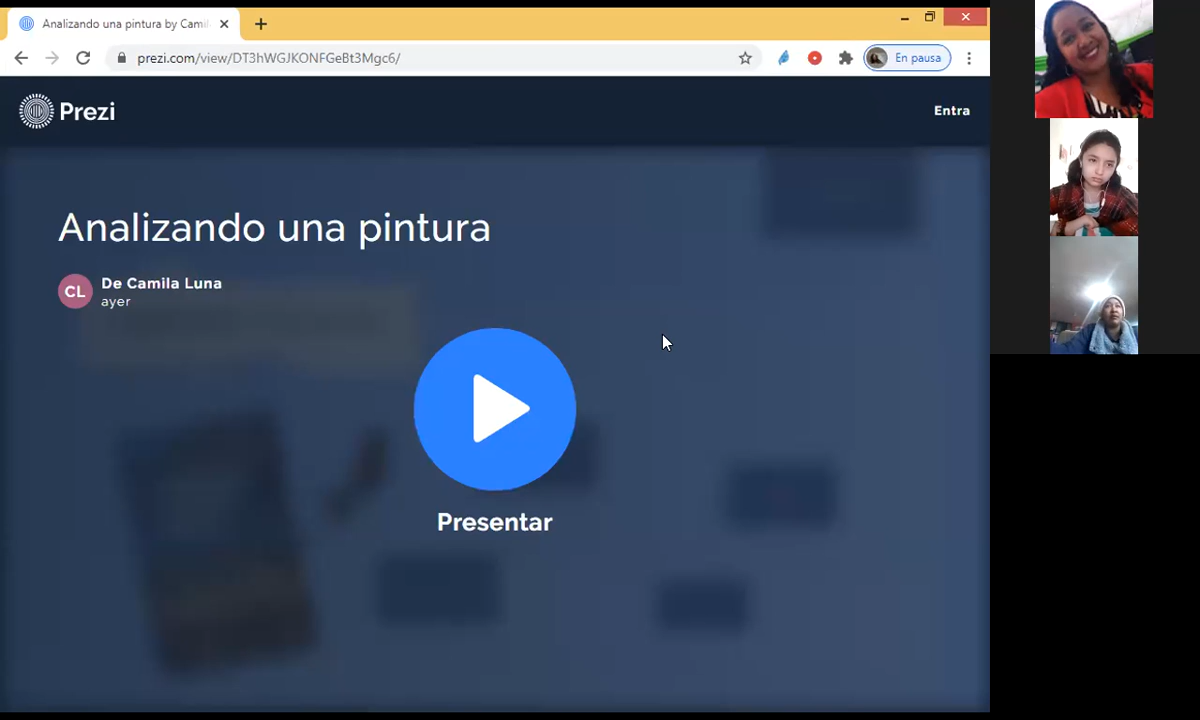 Analizando una pintura by Cami
prezi.com/view/DT3hWGJKONFGeBt3Mgc6/
En pausa
Prezi
Entra
Analizando una pintura
CL
De Camila Luna
ayer
Presentar